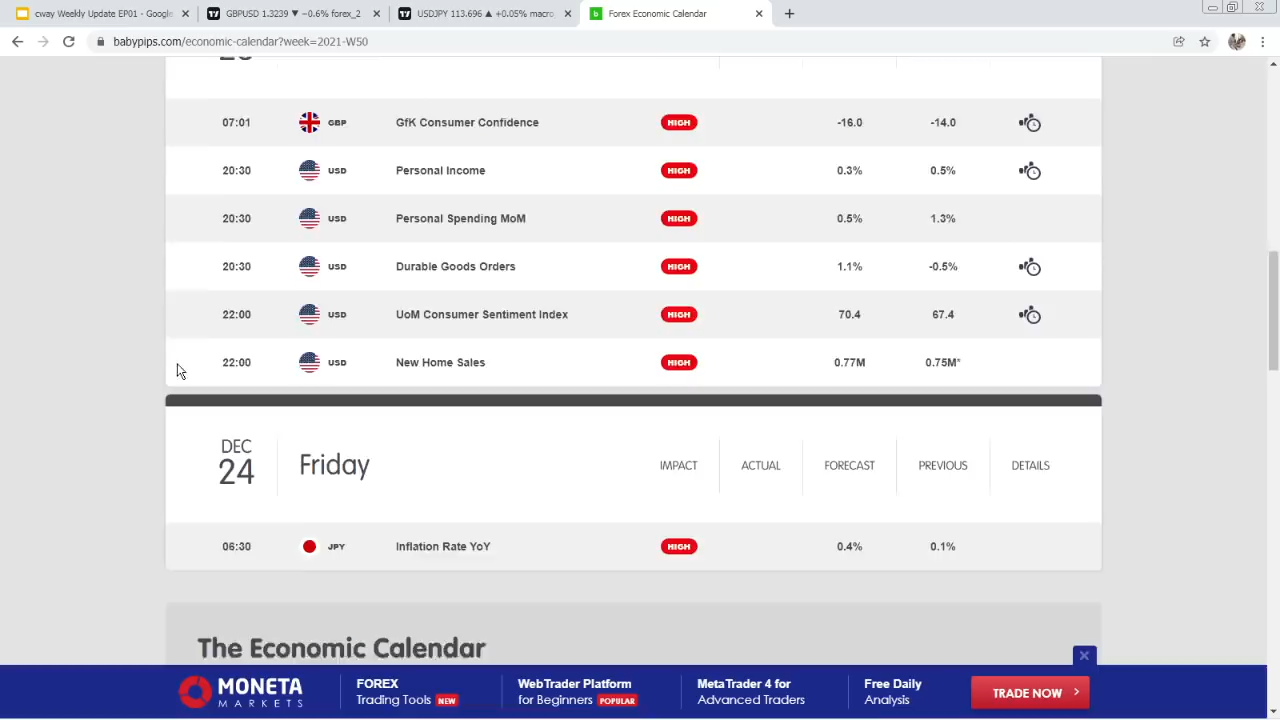 cway Weekly Update EP01 - Google
GBPUSD 1.3239 ▼ −0.6% forex_2
USDJPY 113.696 ▲ +0.05% macro
Forex Economic Calendar
babypips.com/economic-calendar?week=2021-W50
07:01 GBP GfK Consumer Confidence HIGH -16.0 -14.0
20:30 USD Personal Income HIGH 0.3% 0.5%
20:30 USD Personal Spending MoM HIGH 0.5% 1.3%
20:30 USD Durable Goods Orders HIGH 1.1% -0.5%
22:00 USD UoM Consumer Sentiment Index HIGH 70.4 67.4
22:00 USD New Home Sales HIGH 0.77M 0.75M*
DEC
24 Friday IMPACT ACTUAL FORECAST PREVIOUS DETAILS
06:30 JPY Inflation Rate YoY HIGH 0.4% 0.1%
The Economic Calendar
MONETA
MARKETS
FOREX
Trading Tools NEW
WebTrader Platform
for Beginners POPULAR
MetaTrader 4 for
Advanced Traders
Free Daily
Analysis
TRADE NOW